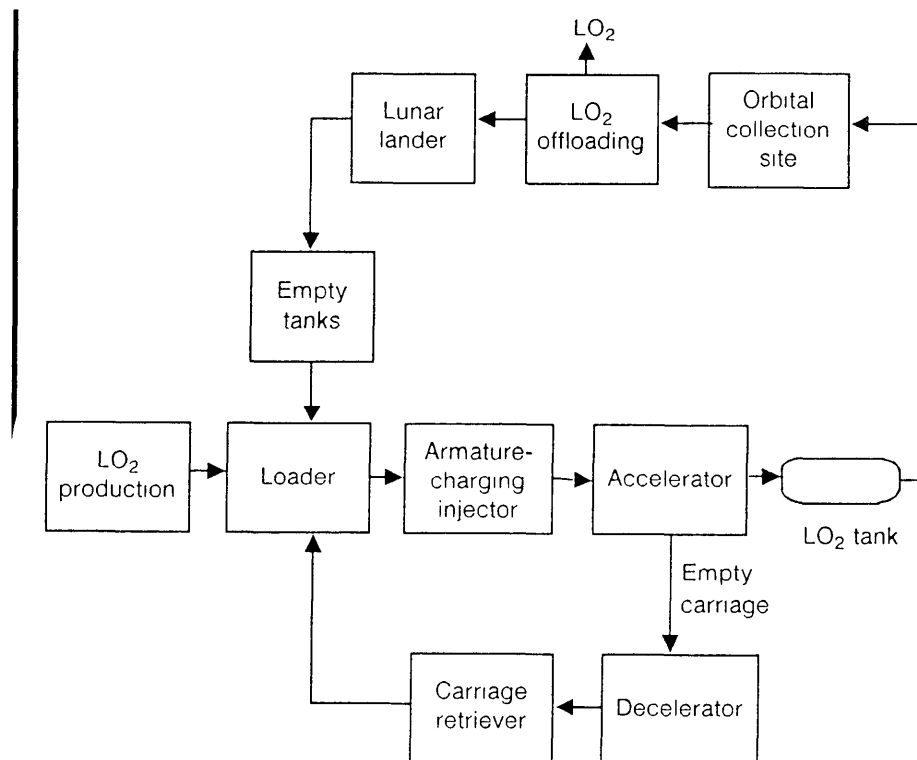 LO₂
Lunar
lander
LO₂
offloading
Orbital
collection
site
Empty
tanks
LO₂
production
Loader
Armature-
charging
injector
Accelerator
LO₂ tank
Empty
carriage
Carriage
retriever
Decelerator